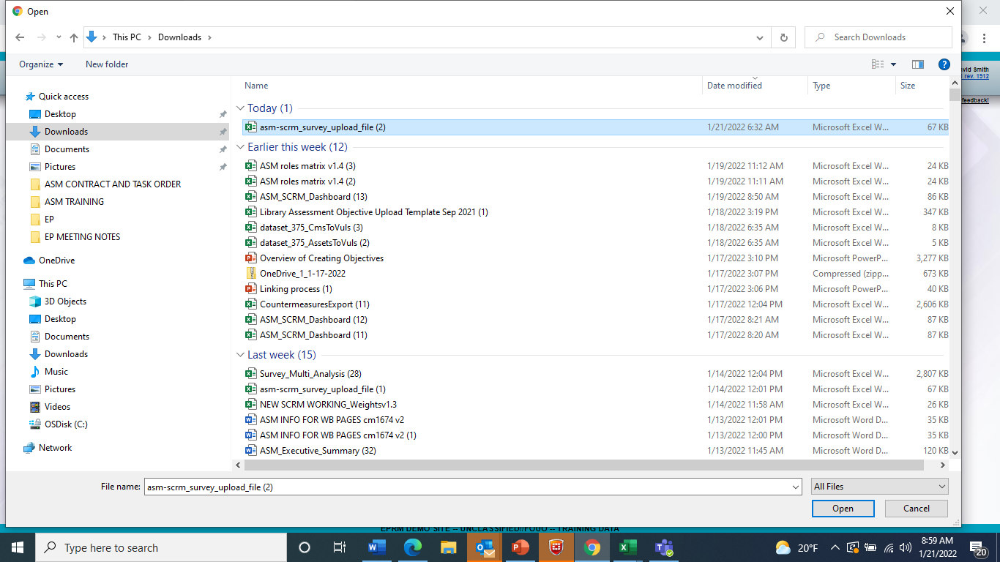 Open
This PC > Downloads >
Search Downloads
Organize
New folder
?
vid Smith
rev. 1912
feedback!
Quick access
Desktop
Downloads
Documents
Pictures
ASM CONTRACT AND TASK ORDER
ASM TRAINING
EP
EP MEETING NOTES
OneDrive
This PC
3D Objects
Desktop
Documents
Downloads
Music
Pictures
Videos
OSDisk (C:)
Network
Name Date modified Type Size
Today (1)
asm-scrm_survey_upload_file (2) 1/21/2022 6:32 AM Microsoft Excel W... 67 KB
Earlier this week (12)
ASM roles matrix v1.4 (3) 1/19/2022 11:12 AM Microsoft Excel W... 24 KB
ASM roles matrix v1.4 (2) 1/19/2022 11:11 AM Microsoft Excel W... 24 KB
ASM_SCRM_Dashboard (13) 1/19/2022 8:50 AM Microsoft Excel W... 86 KB
Library Assessment Objective Upload Template Sep 2021 (1) 1/18/2022 3:19 PM Microsoft Excel W... 347 KB
dataset_375_CmsToVuls (3) 1/18/2022 6:35 AM Microsoft Excel W... 8 KB
dataset_375_AssetsToVuls (2) 1/18/2022 6:35 AM Microsoft Excel W... 5 KB
Overview of Creating Objectives 1/17/2022 3:10 PM Microsoft PowerP... 3,277 KB
OneDrive_1_1-17-2022 1/17/2022 3:07 PM Compressed (zipp... 673 KB
Linking process (1) 1/17/2022 3:06 PM Microsoft PowerP... 40 KB
CountermeasuresExport (11) 1/17/2022 12:04 PM Microsoft Excel W... 2,606 KB
ASM_SCRM_Dashboard (12) 1/17/2022 8:21 AM Microsoft Excel W... 87 KB
ASM_SCRM_Dashboard (11) 1/17/2022 8:20 AM Microsoft Excel W... 87 KB
Last week (15)
Survey_Multi_Analysis (28) 1/14/2022 12:04 PM Microsoft Excel W... 2,807 KB
asm-scrm_survey_upload_file (1) 1/14/2022 12:01 PM Microsoft Excel W... 67 KB
NEW SCRM WORKING_Weightsv1.3 1/14/2022 11:58 AM Microsoft Excel W... 26 KB
ASM INFO FOR WB PAGES cm1674 v2 1/13/2022 12:01 PM Microsoft Word D... 35 KB
ASM INFO FOR WB PAGES cm1674 v2 (1) 1/13/2022 12:00 PM Microsoft Word D... 35 KB
ASM_Executive_Summary (32) 1/13/2022 11:45 AM Microsoft Word D... 120 KB
File name: asm-scrm_survey_upload_file (2) All Files
Open Cancel
EPRM DEMO SITE -- UNCLASSIFIED//FOUO -- TRAINING DATA
Type here to search
20°F
8:59 AM
1/21/2022
20